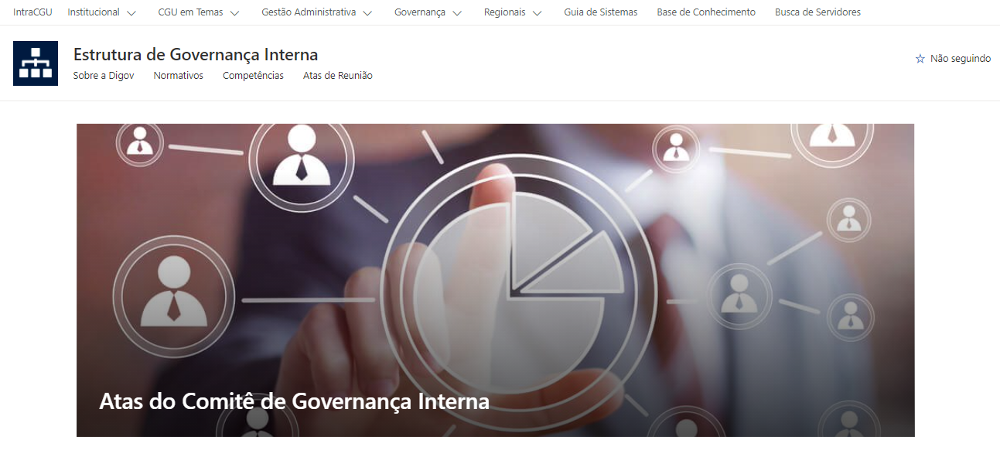 IntraCGU Institucional CGU em Temas Gestão Administrativa Governança Regionais Guia de Sistemas Base de Conhecimento Busca de Servidores
Estrutura de Governança Interna
Não seguindo
Sobre a Digov Normativos Competências Atas de Reunião
Atas do Comitê de Governança Interna